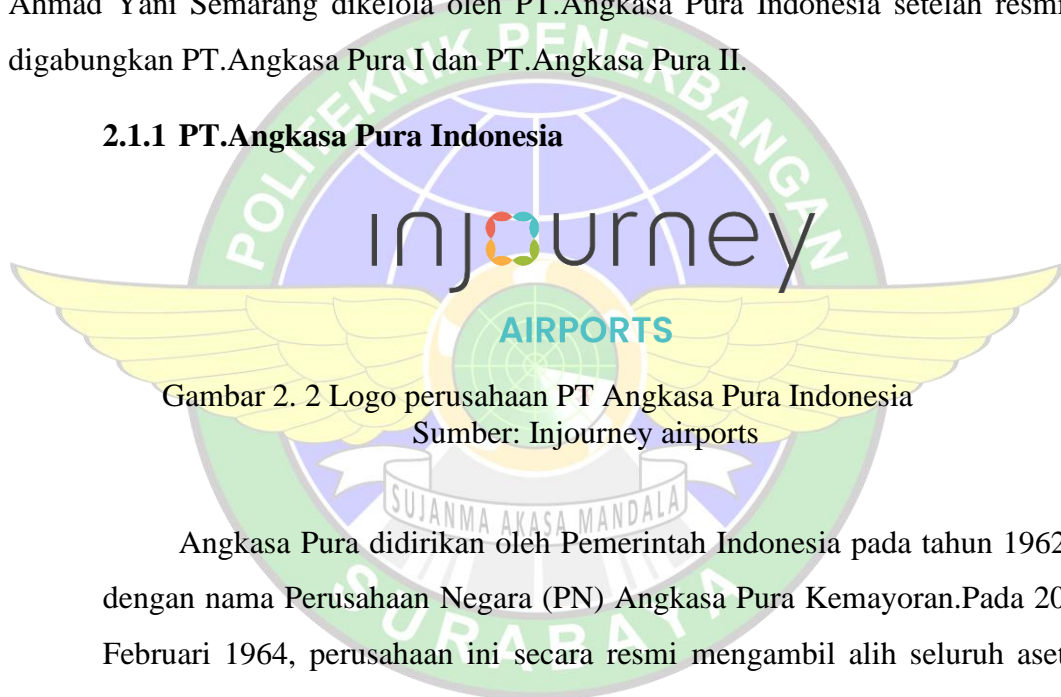 Ahmad Yani Semarang dikelola oleh PT.Angkasa Pura Indonesia setelah resmi
digabungkan PT.Angkasa Pura I dan PT.Angkasa Pura II.
POLITEKNIK PENERBANGAN
2.1.1 PT.Angkasa Pura Indonesia
injourney
AIRPORTS
Gambar 2. 2 Logo perusahaan PT Angkasa Pura Indonesia
Sumber: Injourney airports
SUJANMA AKASA MANDALA
Angkasa Pura didirikan oleh Pemerintah Indonesia pada tahun 1962
dengan nama Perusahaan Negara (PN) Angkasa Pura Kemayoran.Pada 20
Februari 1964, perusahaan ini secara resmi mengambil alih seluruh aset
SURABAYA